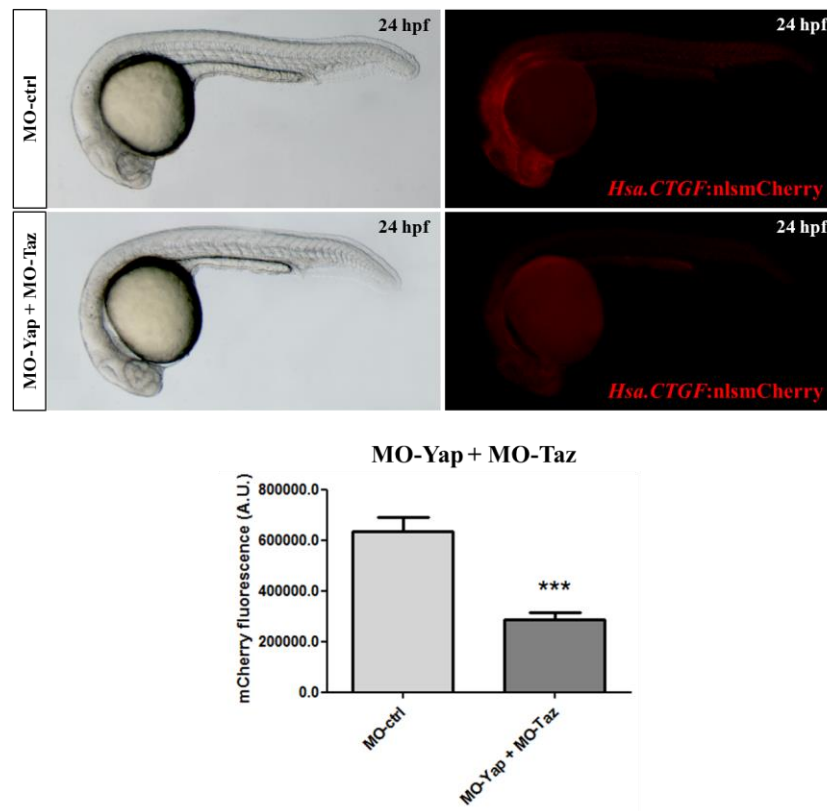 MO-ctrl
24 hpf
24 hpf
Hsa.CTGF:nlsmCherry
MO-Yap + MO-Taz
24 hpf
24 hpf
Hsa.CTGF:nlsmCherry
MO-Yap + MO-Taz
mCherry fluorescence (A.U.)
800000.0
600000.0
400000.0
200000.0
0.0
***
MO-ctrl
MO-Yap + MO-Taz